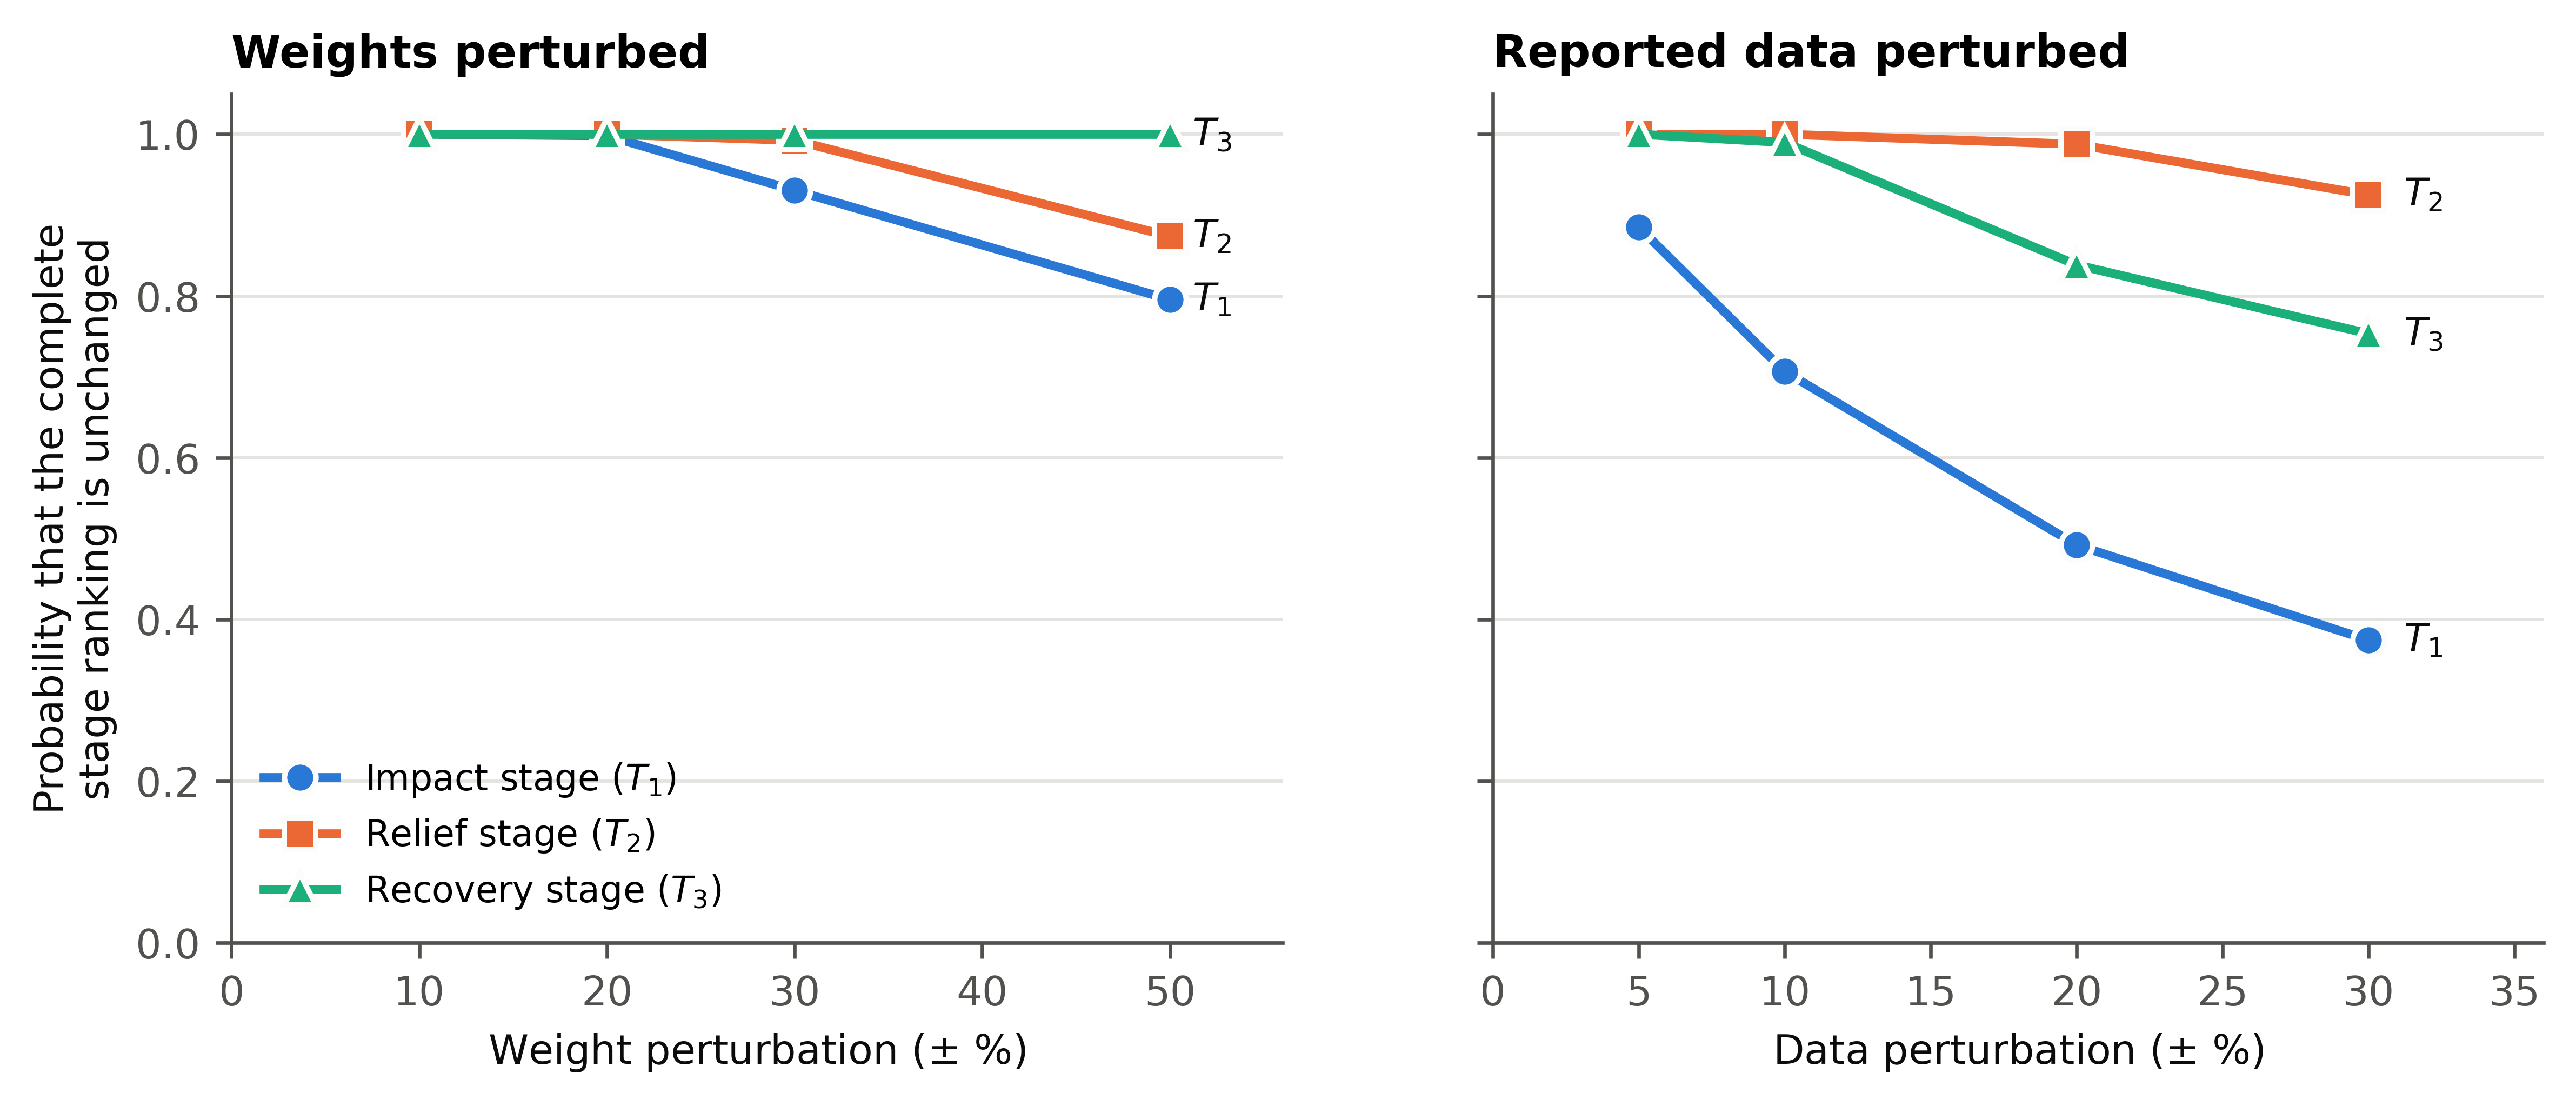 Weights perturbed
Probability that the complete
stage ranking is unchanged
1.0
0.8
0.6
0.4
0.2
0.0
T₃
T₂
T₁
Impact stage (T₁)
Relief stage (T₂)
Recovery stage (T₃)
0 10 20 30 40 50
Weight perturbation (± %)
Reported data perturbed
T₂
T₃
T₁
0 5 10 15 20 25 30 35
Data perturbation (± %)